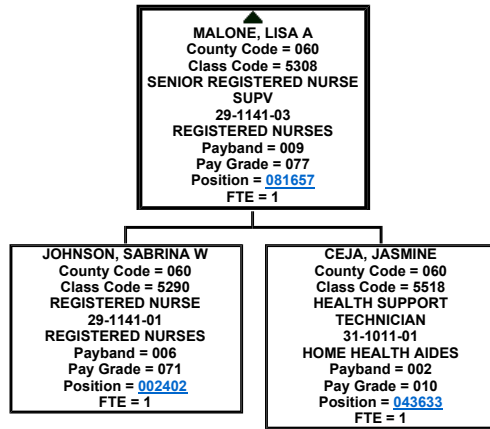 MALONE, LISA A
County Code = 060
Class Code = 5308
SENIOR REGISTERED NURSE
SUPV
29-1141-03
REGISTERED NURSES
Payband = 009
Pay Grade = 077
Position = 081657
FTE = 1
JOHNSON, SABRINA W
County Code = 060
Class Code = 5290
REGISTERED NURSE
29-1141-01
REGISTERED NURSES
Payband = 006
Pay Grade = 071
Position = 002402
FTE = 1
CEJA, JASMINE
County Code = 060
Class Code = 5518
HEALTH SUPPORT
TECHNICIAN
31-1011-01
HOME HEALTH AIDES
Payband = 002
Pay Grade = 010
Position = 043633
FTE = 1